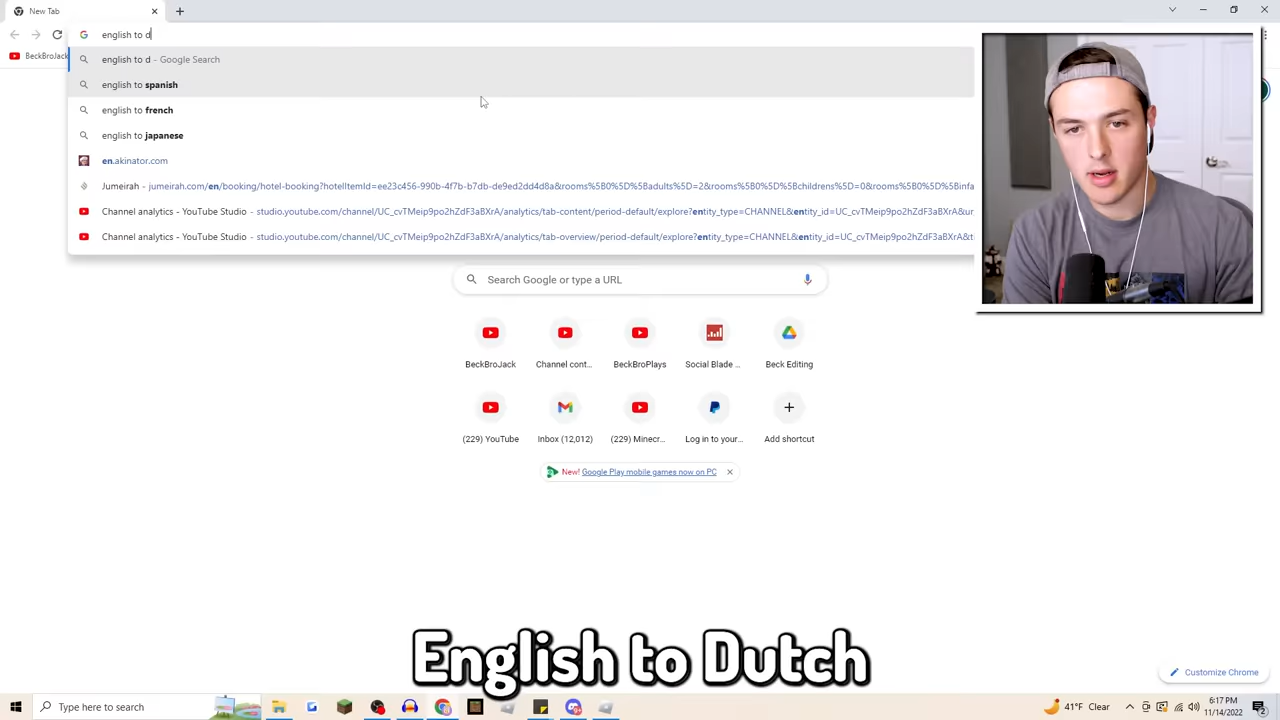 New Tab
english to d
BeckBroJack
english to d - Google Search
english to spanish
english to french
english to japanese
en.akinator.com
Jumeirah - jumeirah.com/en/booking/hotel-booking?hotelItemId=ee23c456-990b-4f7b-b7db-de9ed2dd4d8a&rooms%5B0%5D%5Badults%5D=2&rooms%5B0%5D%5Bchildrens%5D=0&rooms%5B0%5D%5Binfa
Channel analytics - YouTube Studio - studio.youtube.com/channel/UC_cvTMeip9po2hZdF3aBXrA/analytics/tab-content/period-default/explore?entity_type=CHANNEL&entity_id=UC_cvTMeip9po2hZdF3aBXrA&ur
Channel analytics - YouTube Studio - studio.youtube.com/channel/UC_cvTMeip9po2hZdF3aBXrA/analytics/tab-overview/period-default/explore?entity_type=CHANNEL&entity_id=UC_cvTMeip9po2hZdF3aBXrA&t
Search Google or type a URL
BeckBroJack Channel cont... BeckBroPlays Social Blade ... Beck Editing
(229) YouTube Inbox (12,012) (229) Minecr... Log in to your... Add shortcut
New! Google Play mobile games now on PC
English to Dutch
Customize Chrome
Type here to search
41°F Clear
6:17 PM
11/14/2022